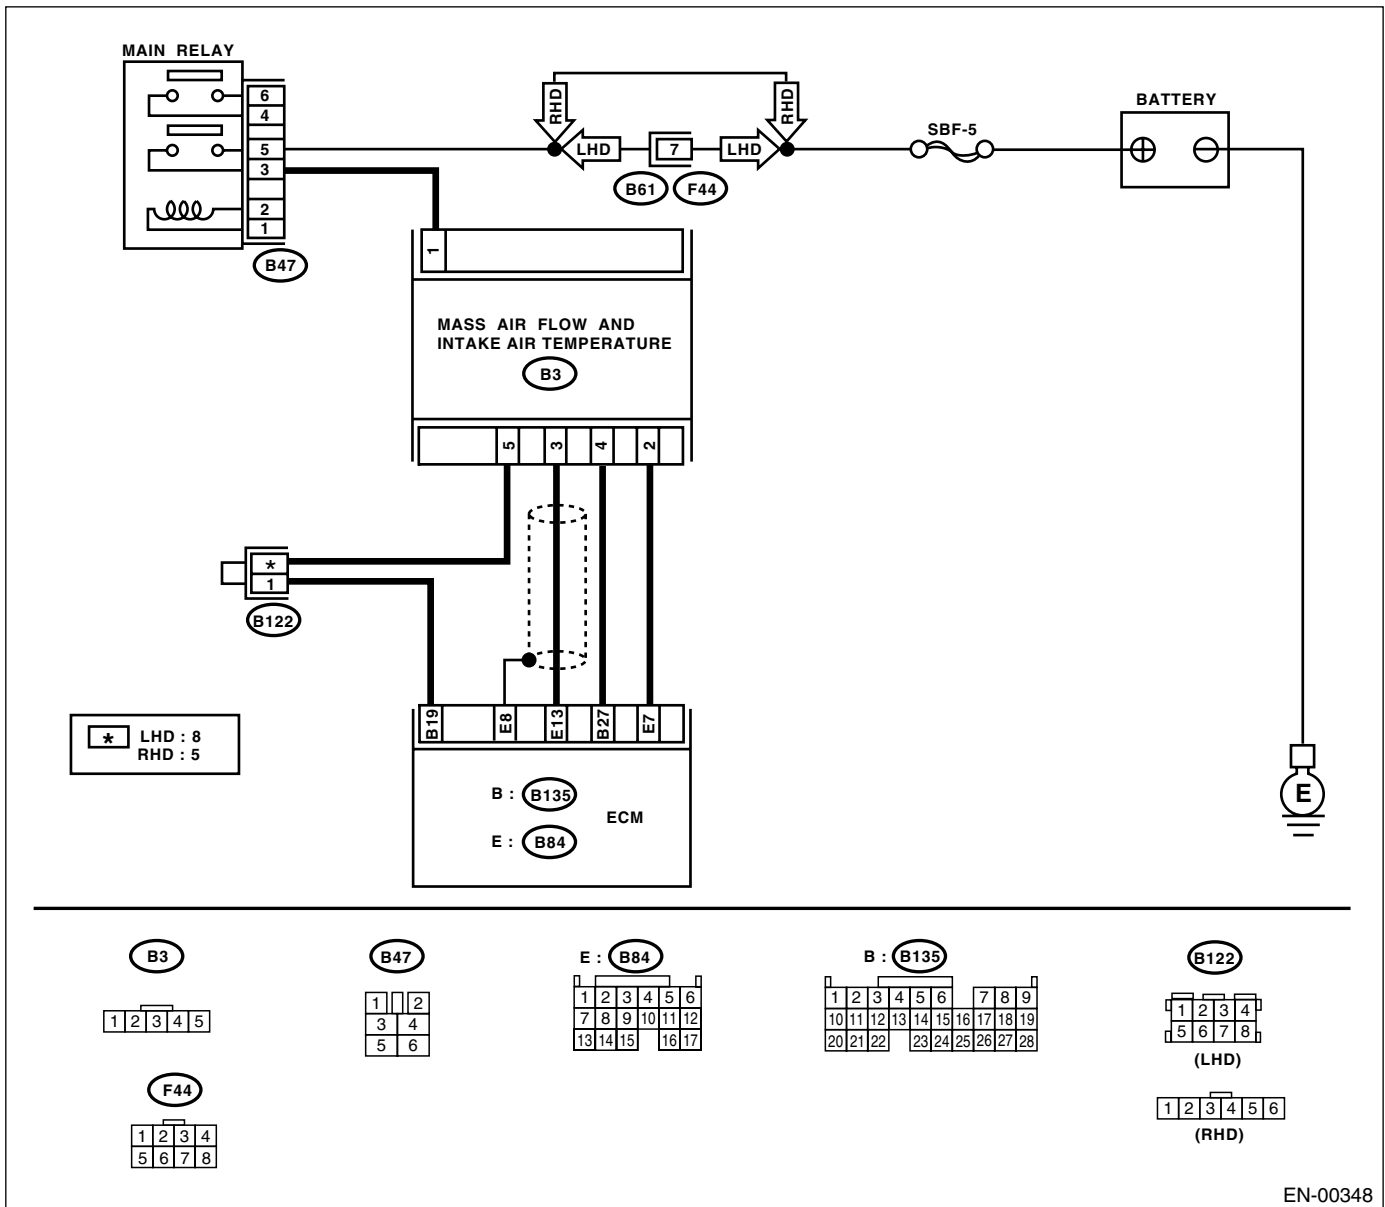 MAIN RELAY
6
4
5
3
2
1
B47
RHD
RHD
LHD
7
LHD
B61
F44
SBF-5
BATTERY
1
MASS AIR FLOW AND
INTAKE AIR TEMPERATURE
B3
5 3 4 2
*
1
B122
* LHD : 8
RHD : 5
B19 E8 E13 B27 E7
B : B135
ECM
E : B84
E
B3
1 2 3 4 5
F44
1 2 3 4
5 6 7 8
B47
1 2
3 4
5 6
E : B84
1 2 3 4 5 6
7 8 9 10 11 12
13 14 15 16 17
B : B135
1 2 3 4 5 6 7 8 9
10 11 12 13 14 15 16 17 18 19
20 21 22 23 24 25 26 27 28
B122
1 2 3 4
5 6 7 8
(LHD)
1 2 3 4 5 6
(RHD)
EN-00348